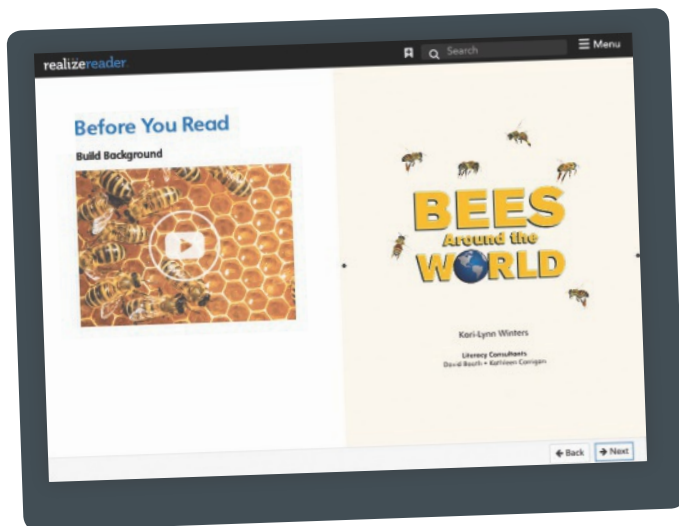 realizereader
Search
Menu
Before You Read
Build Background
BEES
Around the
WORLD
Kari-Lynn Winters
Literacy Consultants
David Booth • Kathleen Corrigan
Back
Next